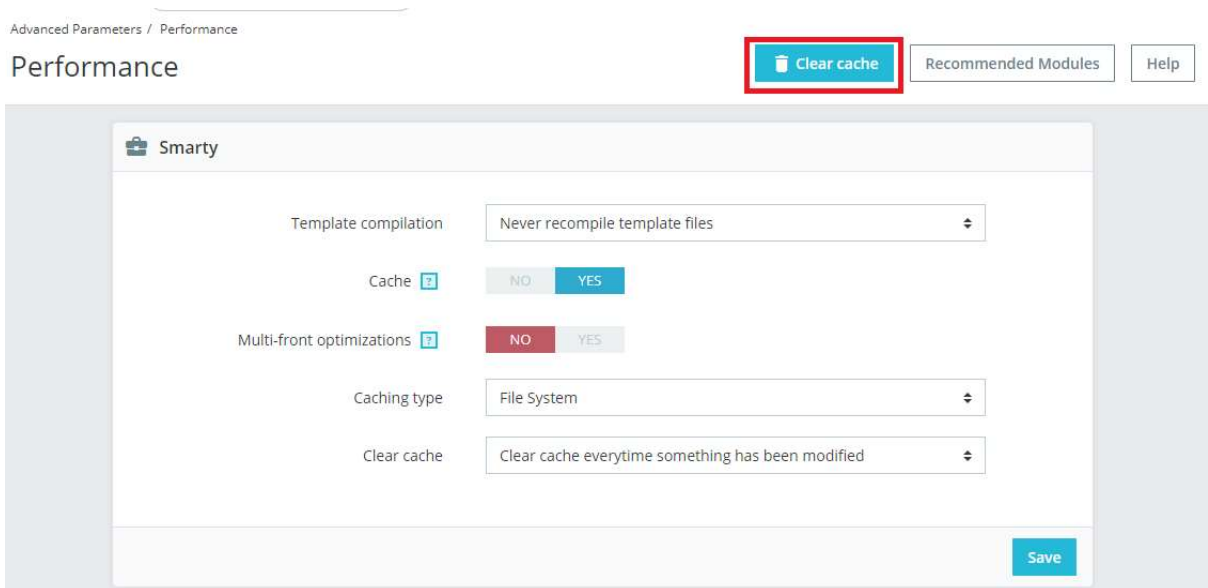 Advanced Parameters / Performance
Performance
Clear cache
Recommended Modules
Help
Smarty
Template compilation
Never recompile template files
Cache ?
NO YES
Multi-front optimizations ?
NO YES
Caching type
File System
Clear cache
Clear cache everytime something has been modified
Save